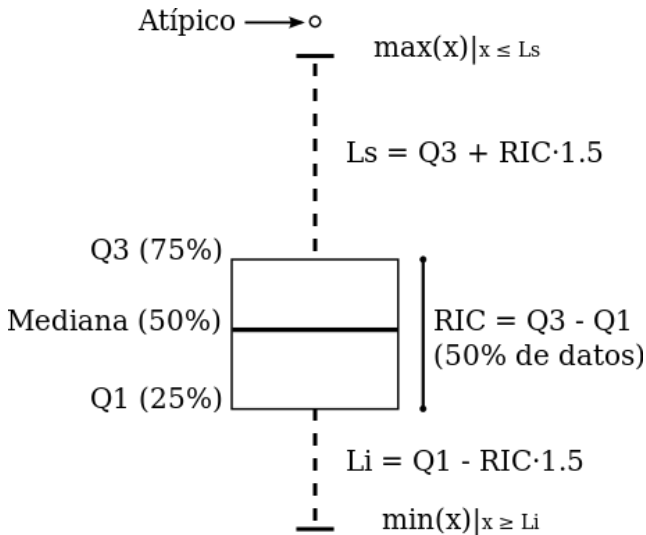 Atípico
max(x)|x ≤ Ls
Ls = Q3 + RIC·1.5
Q3 (75%)
Mediana (50%)
RIC = Q3 - Q1
(50% de datos)
Q1 (25%)
Li = Q1 - RIC·1.5
min(x)|x ≥ Li